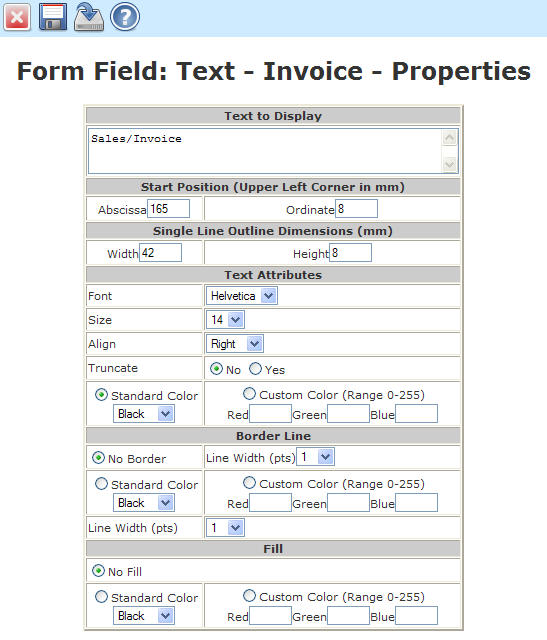 Form Field: Text - Invoice - Properties
Text to Display
Sales/Invoice
Start Position (Upper Left Corner in mm)
Abscissa 165 Ordinate 8
Single Line Outline Dimensions (mm)
Width 42 Height 8
Text Attributes
Font Helvetica
Size 14
Align Right
Truncate No Yes
Standard Color Custom Color (Range 0-255)
Black Red Green Blue
Border Line
No Border Line Width (pts) 1
Standard Color Custom Color (Range 0-255)
Black Red Green Blue
Line Width (pts) 1
Fill
No Fill
Standard Color Custom Color (Range 0-255)
Black Red Green Blue